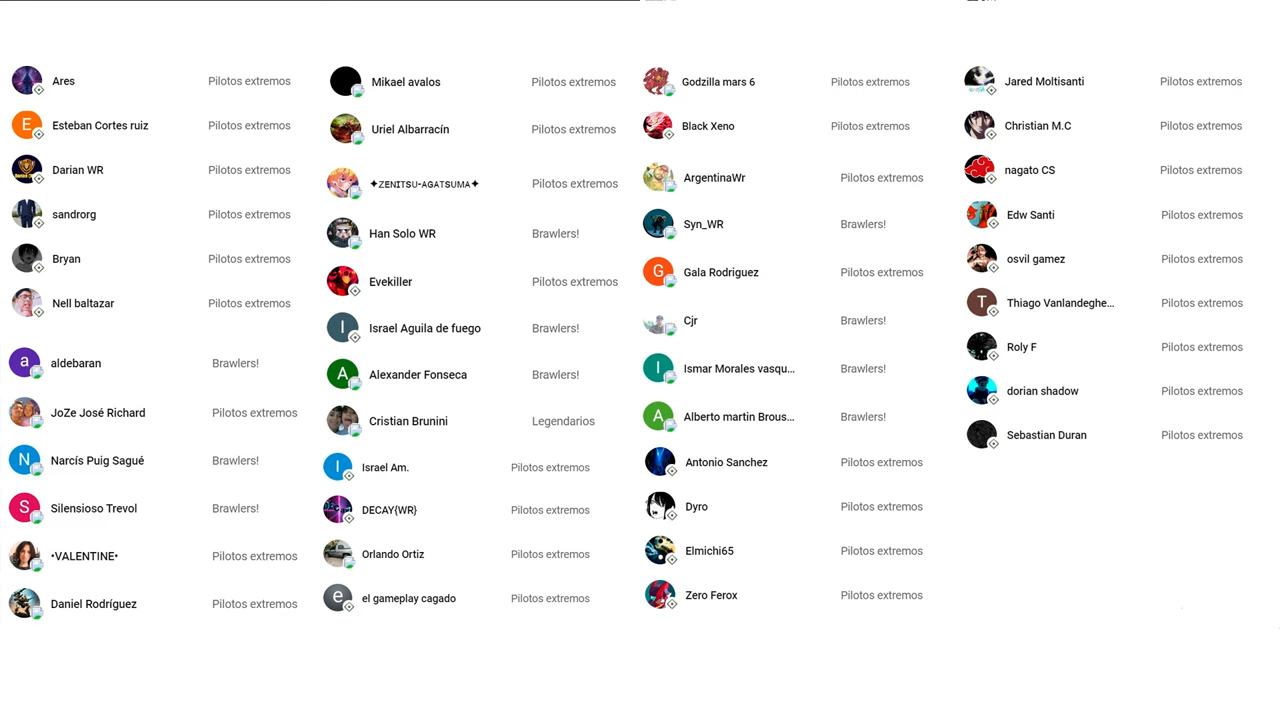 Ares Pilotos extremos
E Esteban Cortes ruiz Pilotos extremos
Darian WR Pilotos extremos
sandrorg Pilotos extremos
Bryan Pilotos extremos
Nell baltazar Pilotos extremos
a aldebaran Brawlers!
JoZe José Richard Pilotos extremos
N Narcís Puig Sagué Brawlers!
S Silensioso Trevol Brawlers!
•VALENTINE• Pilotos extremos
Daniel Rodríguez Pilotos extremos
Mikael avalos Pilotos extremos
Uriel Albarracín Pilotos extremos
✦ZENITSU-AGATSUMA✦ Pilotos extremos
Han Solo WR Brawlers!
Evekiller Pilotos extremos
I Israel Aguila de fuego Brawlers!
A Alexander Fonseca Brawlers!
Cristian Brunini Legendarios
I Israel Am. Pilotos extremos
DECAY{WR} Pilotos extremos
Orlando Ortiz Pilotos extremos
e el gameplay cagado Pilotos extremos
Godzilla mars 6 Pilotos extremos
Black Xeno Pilotos extremos
ArgentinaWr Pilotos extremos
Syn_WR Brawlers!
G Gala Rodriguez Pilotos extremos
Cjr Brawlers!
I Ismar Morales vasqu... Brawlers!
A Alberto martin Brous... Brawlers!
Antonio Sanchez Pilotos extremos
Dyro Pilotos extremos
Elmichi65 Pilotos extremos
Zero Ferox Pilotos extremos
Jared Moltisanti Pilotos extremos
Christian M.C Pilotos extremos
nagato CS Pilotos extremos
Edw Santi Pilotos extremos
osvil gamez Pilotos extremos
T Thiago Vanlandeghe... Pilotos extremos
Roly F Pilotos extremos
dorian shadow Pilotos extremos
Sebastian Duran Pilotos extremos